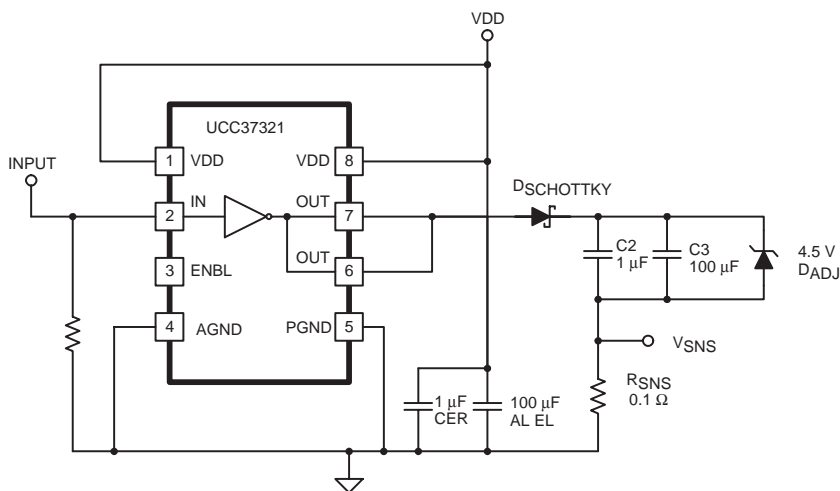 VDD
UCC37321
INPUT
1
VDD
VDD
8
DSCHOTTKY
2
IN
OUT
7
C2
1 μF
C3
100 μF
4.5 V
DADJ
3
ENBL
OUT
6
4
AGND
PGND
5
VSNS
RSNS
0.1 Ω
1 μF
CER
100 μF
AL EL